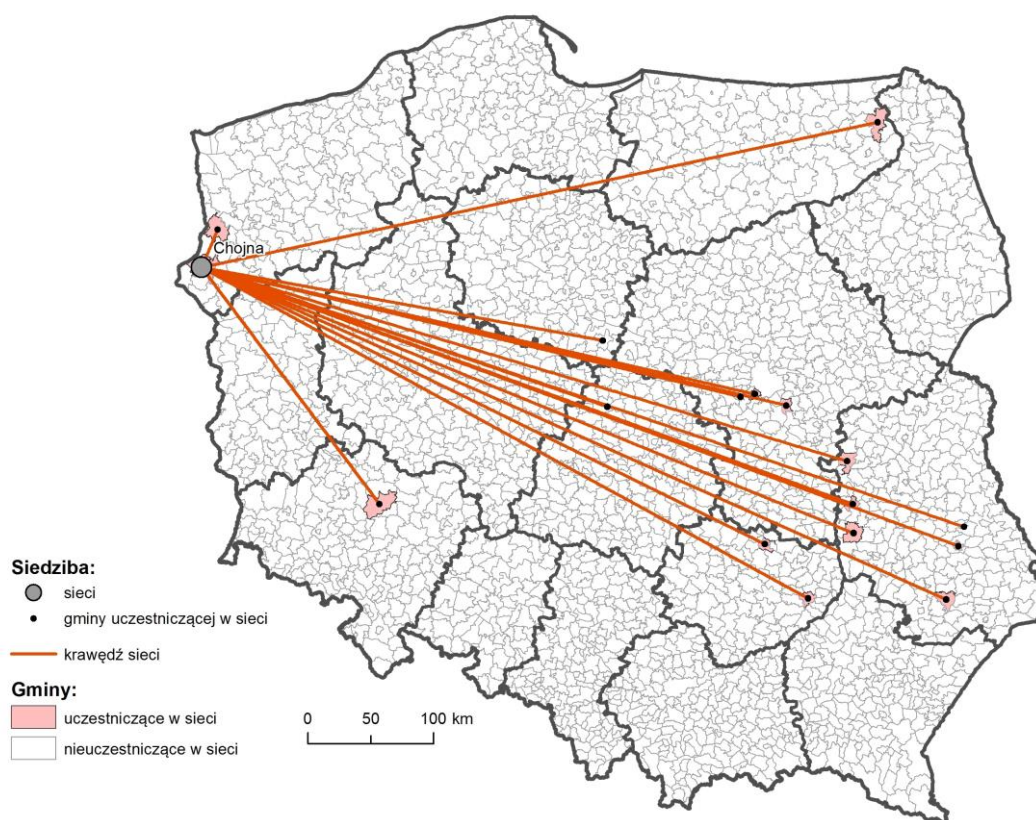 Chojna
Siedziba:
sieci
gminy uczestniczącej w sieci
krawędź sieci
Gminy:
uczestniczące w sieci
nieuczestniczące w sieci
0 50 100 km